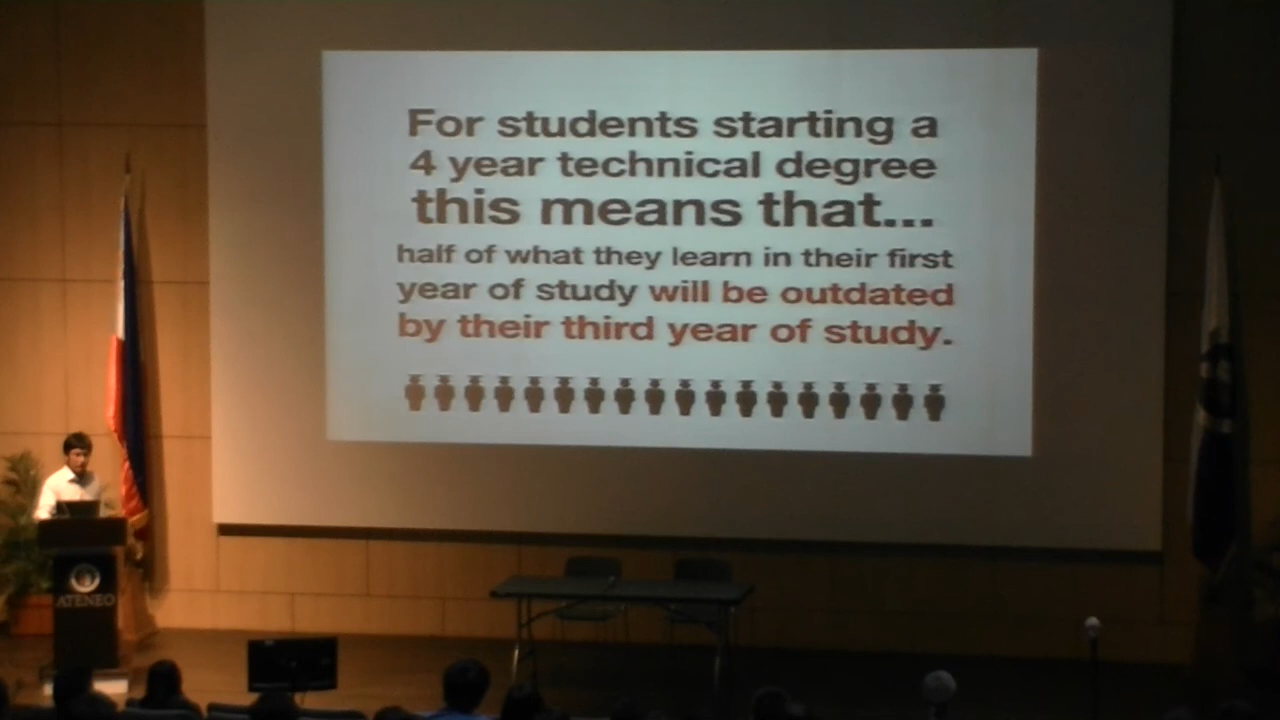 For students starting a
4 year technical degree
this means that...
half of what they learn in their first
year of study will be outdated
by their third year of study.
ATENEO